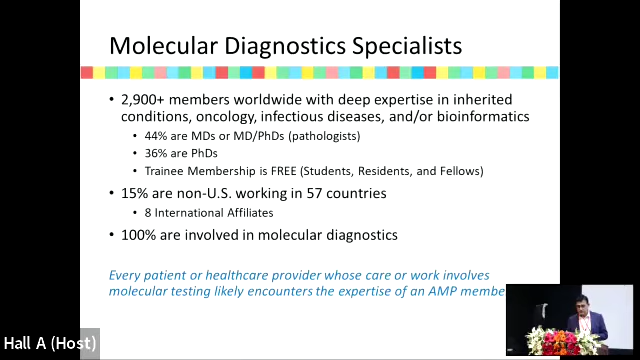 Molecular Diagnostics Specialists
• 2,900+ members worldwide with deep expertise in inherited
conditions, oncology, infectious diseases, and/or bioinformatics
• 44% are MDs or MD/PhDs (pathologists)
• 36% are PhDs
• Trainee Membership is FREE (Students, Residents, and Fellows)
• 15% are non-U.S. working in 57 countries
• 8 International Affiliates
• 100% are involved in molecular diagnostics
Every patient or healthcare provider whose care or work involves
molecular testing likely encounters the expertise of an AMP membe
Hall A (Host)